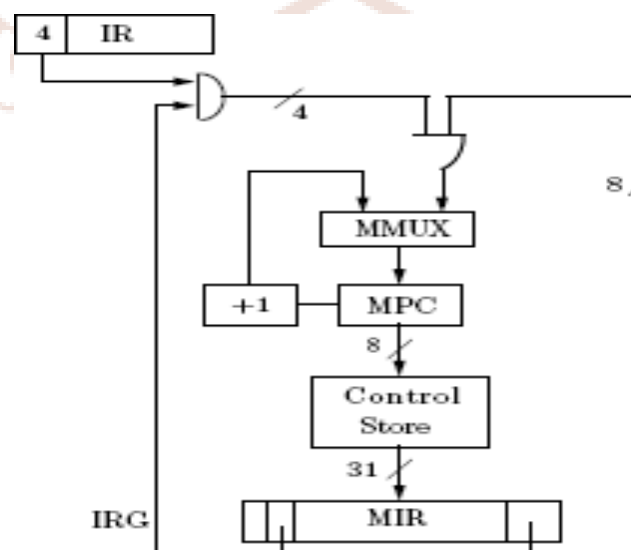 4 IR
4
8
MMUX
+1 MPC
8
Control
Store
31
IRG MIR